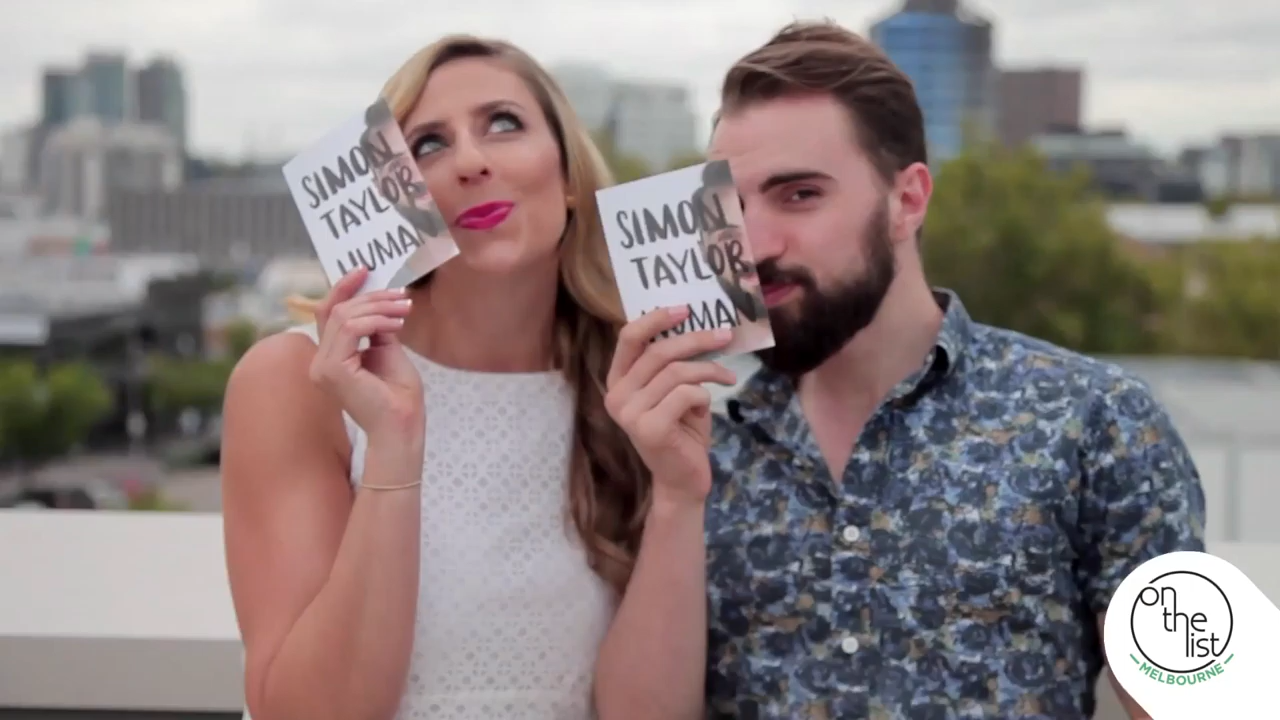 SIMON
TAYLOR
HUMAN
SIMON
TAYLOR
HUMAN
on
the
list
MELBOURNE